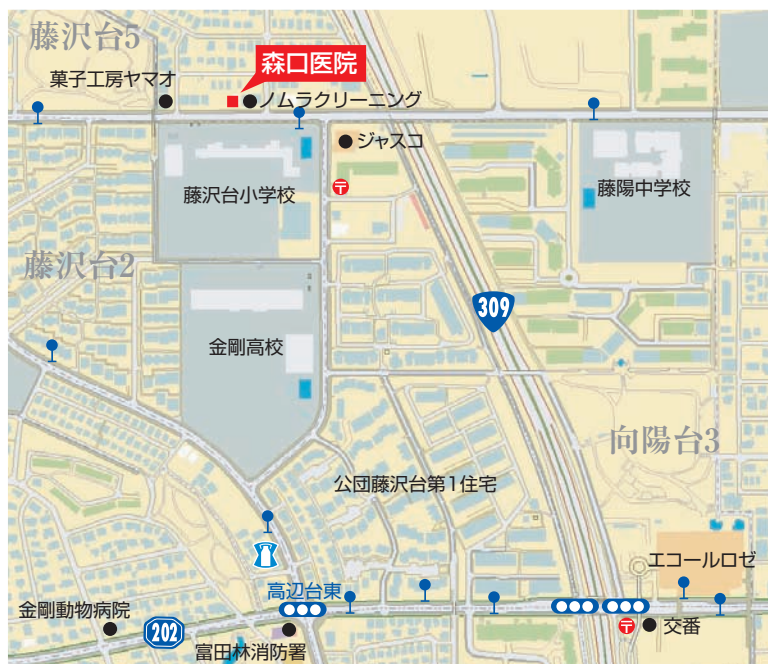 藤沢台5
森口医院
菓子工房ヤマオ
ノムラクリーニング
ジャスコ
藤沢台小学校
藤陽中学校
藤沢台2
309
金剛高校
向陽台3
公団藤沢台第1住宅
エコールロゼ
高辺台東
金剛動物病院
202
交番
富田林消防署